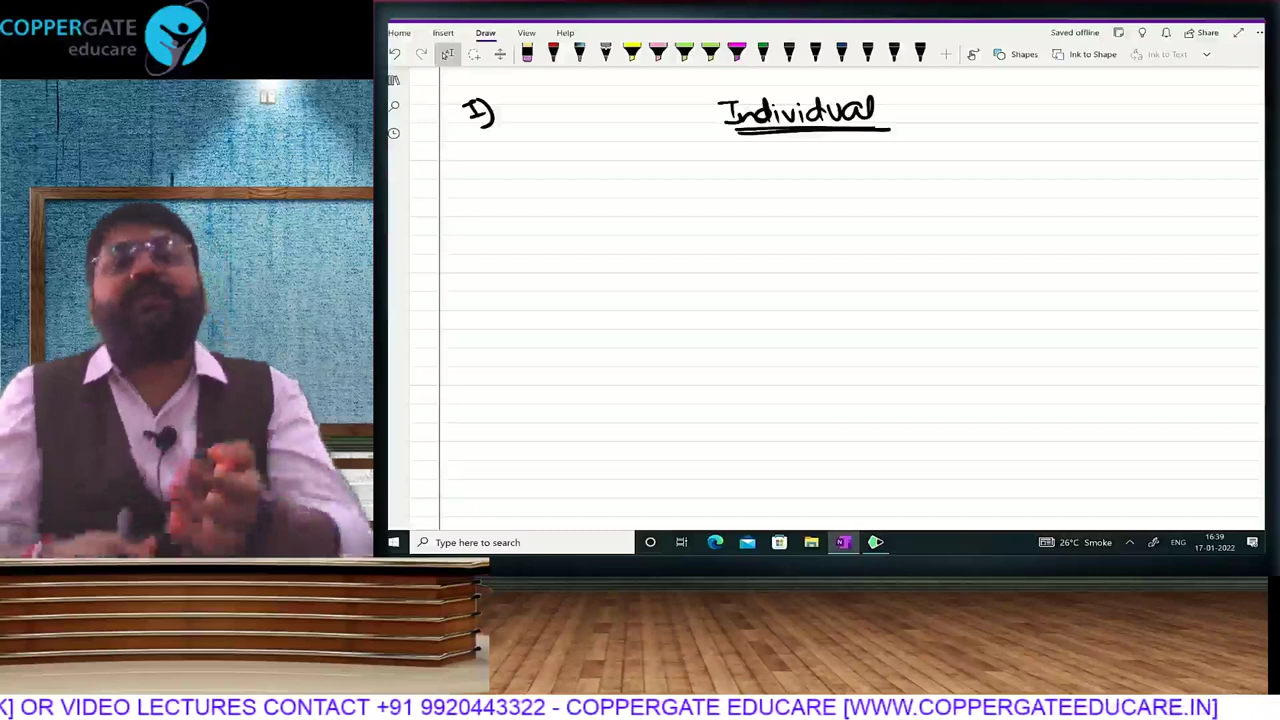 COPPERGATE
educare
Home Insert Draw View Help
Saved offline
Share
Shapes
Ink to Shape
Ink to Text
I) Individual
Type here to search
26°C Smoke
ENG
16:39
17-01-2022
K] OR VIDEO LECTURES CONTACT +91 9920443322 - COPPERGATE EDUCARE [WWW.COPPERGATEEDUCARE.IN]